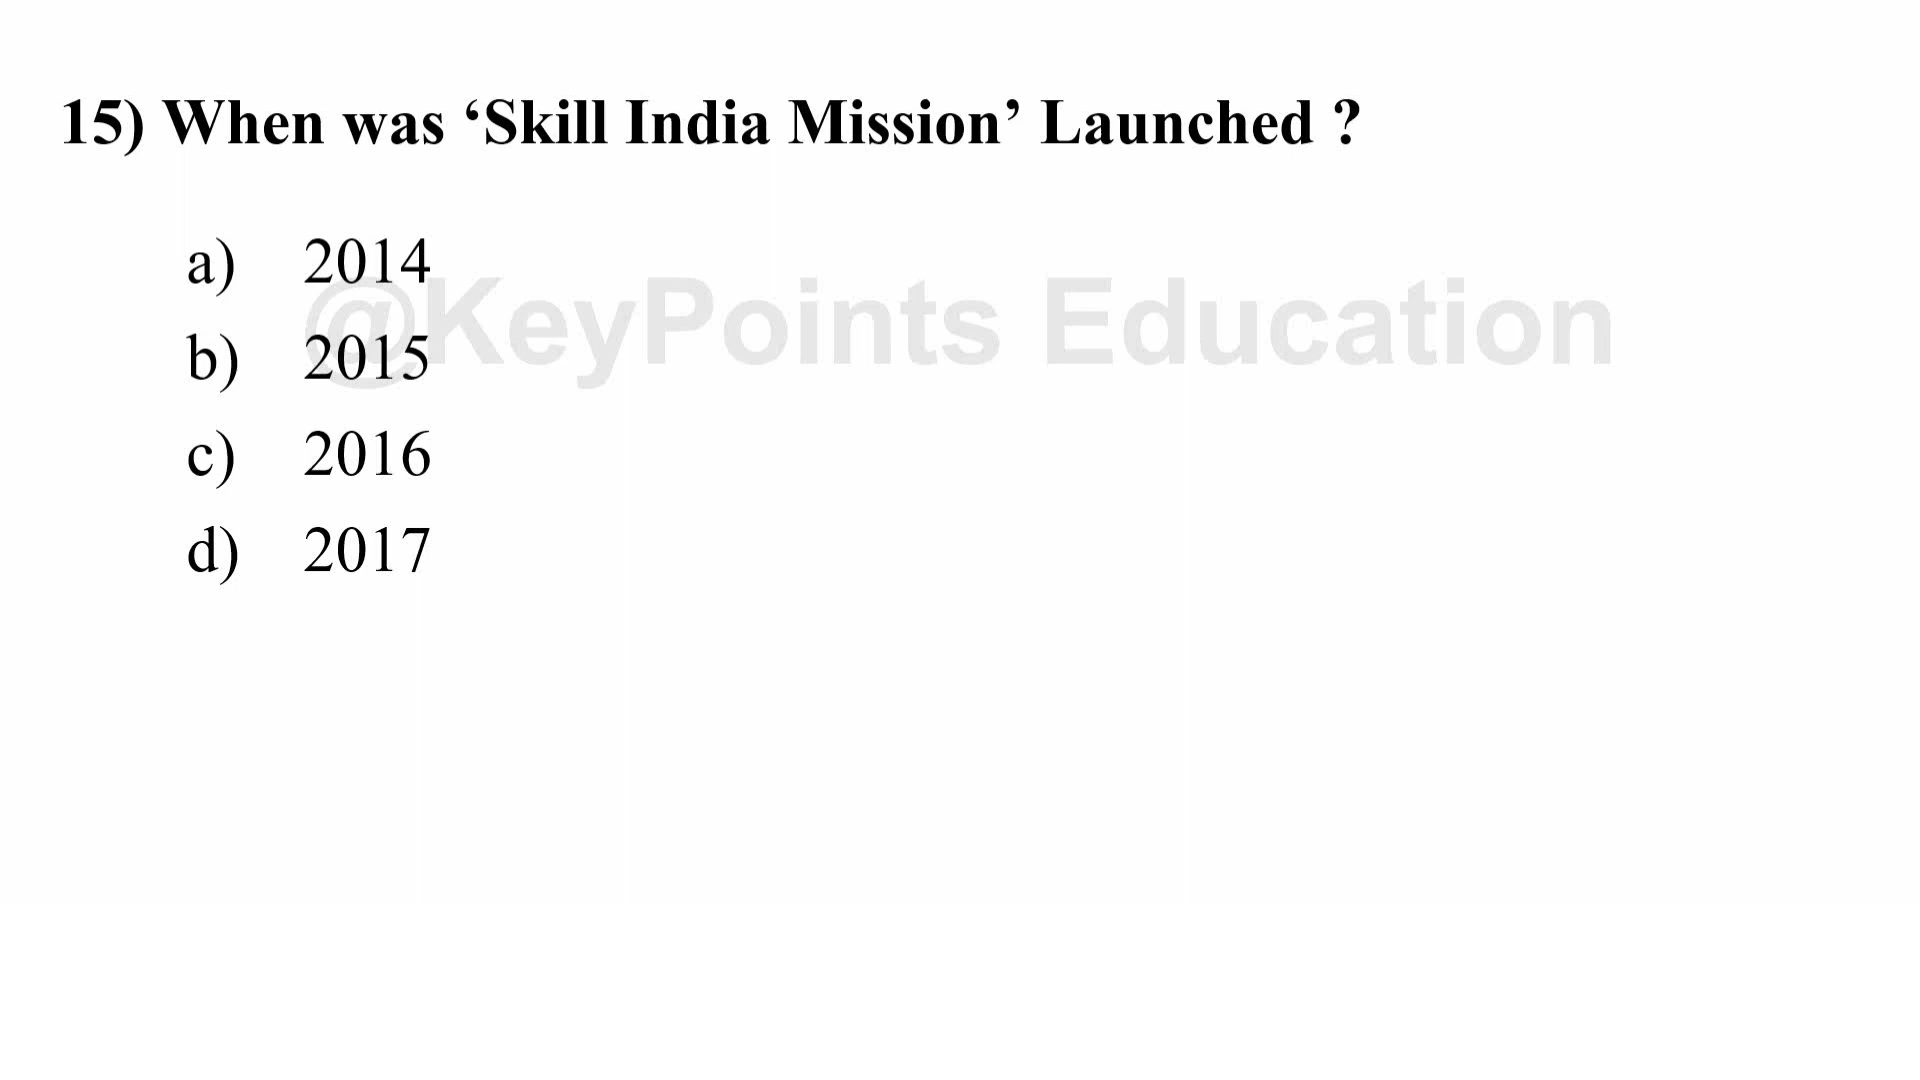 15) When was ‘Skill India Mission’ Launched ?
a) 2014
@KeyPoints Education
b) 2015
c) 2016
d) 2017